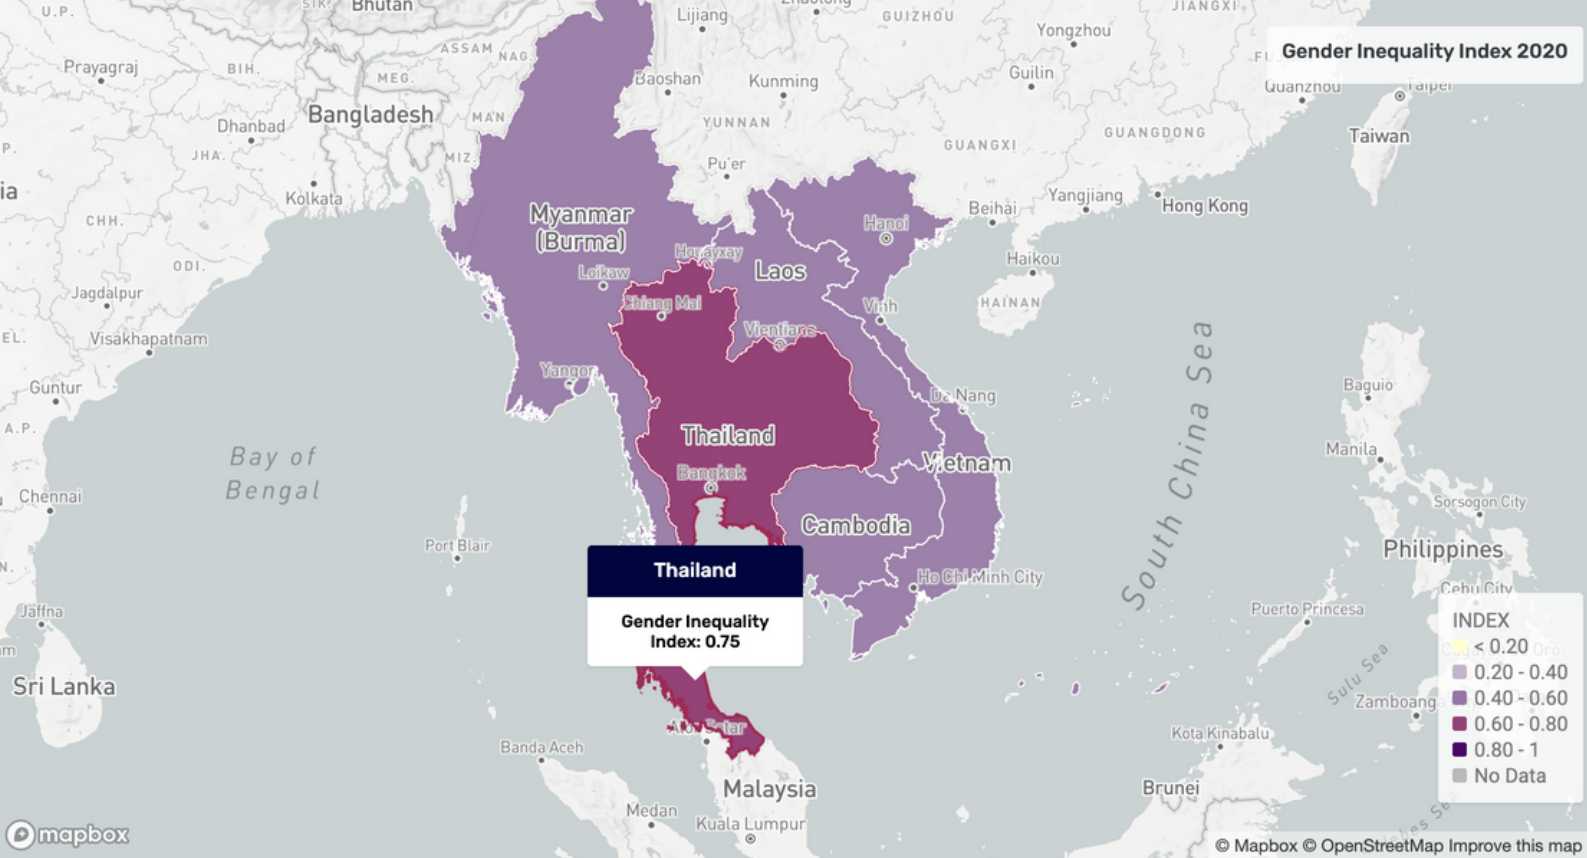 U.P.
SIK.
Bhutan
Lijiang
GUIZHOU
JIANGXI
Yongzhou
Gender Inequality Index 2020
ASSAM
NAG.
Prayagraj
BIH.
MEG.
Baoshan
Kunming
Guilin
Quanzhou
Taipei
Bangladesh
MAN
YUNNAN
Dhanbad
GUANGDONG
Taiwan
P.
JHA.
MIZ.
GUANGXI
Pu'er
ia
Kolkata
Yangjiang
Hong Kong
Beihai
CHH.
Myanmar
(Burma)
Hanoi
Houayxay
Haikou
ODI.
Loikaw
Laos
Jagdalpur
Chiang Mai
Vinh
HAINAN
EL.
Visakhapatnam
Vientiane
Yangon
Guntur
Baguio
Da Nang
A.P.
Thailand
South China Sea
Manila
Bay of
Bengal
Vietnam
Bangkok
Chennai
Sorsogon City
Cambodia
Port Blair
Philippines
N.
Thailand
Ho Chi Minh City
Cebu City
Jaffna
Puerto Princesa
Gender Inequality
Index: 0.75
INDEX
< 0.20
0.20 - 0.40
0.40 - 0.60
0.60 - 0.80
0.80 - 1
No Data
Sri Lanka
Sulu Sea
Zamboanga
Alor Setar
Kota Kinabalu
Banda Aceh
Malaysia
Brunei
Medan
Kuala Lumpur
mapbox
© Mapbox © OpenStreetMap Improve this map